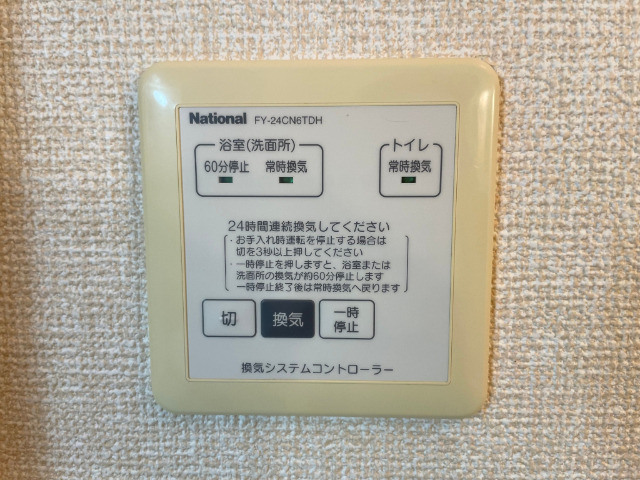 National FY-24CN6TDH
浴室(洗面所) トイレ
60分停止 常時換気 常時換気
24時間連続換気してください
・お手入れ時運転を停止する場合は
切を3秒以上押してください
・一時停止を押しますと、浴室または
洗面所の換気が約60分停止します
一時停止終了後は常時換気へ戻ります
切 換気 一時
停止
換気システムコントローラー